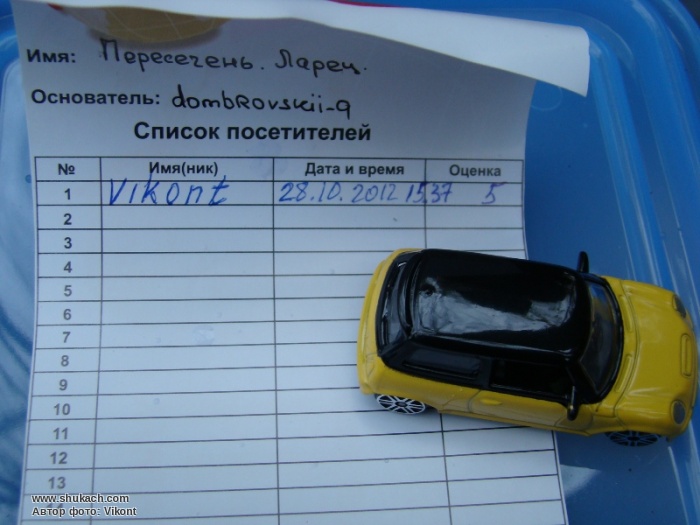 Имя: Пересечень. Ларец.
Основатель: dombrovskii-q
Список посетителей
№ Имя(ник) Дата и время Оценка
1 Vikont 28.10.2012 15.37 5
2
3
4
5
6
7
8
9
10
11
12
13
14
www.shukach.com
Автор фото: Vikont